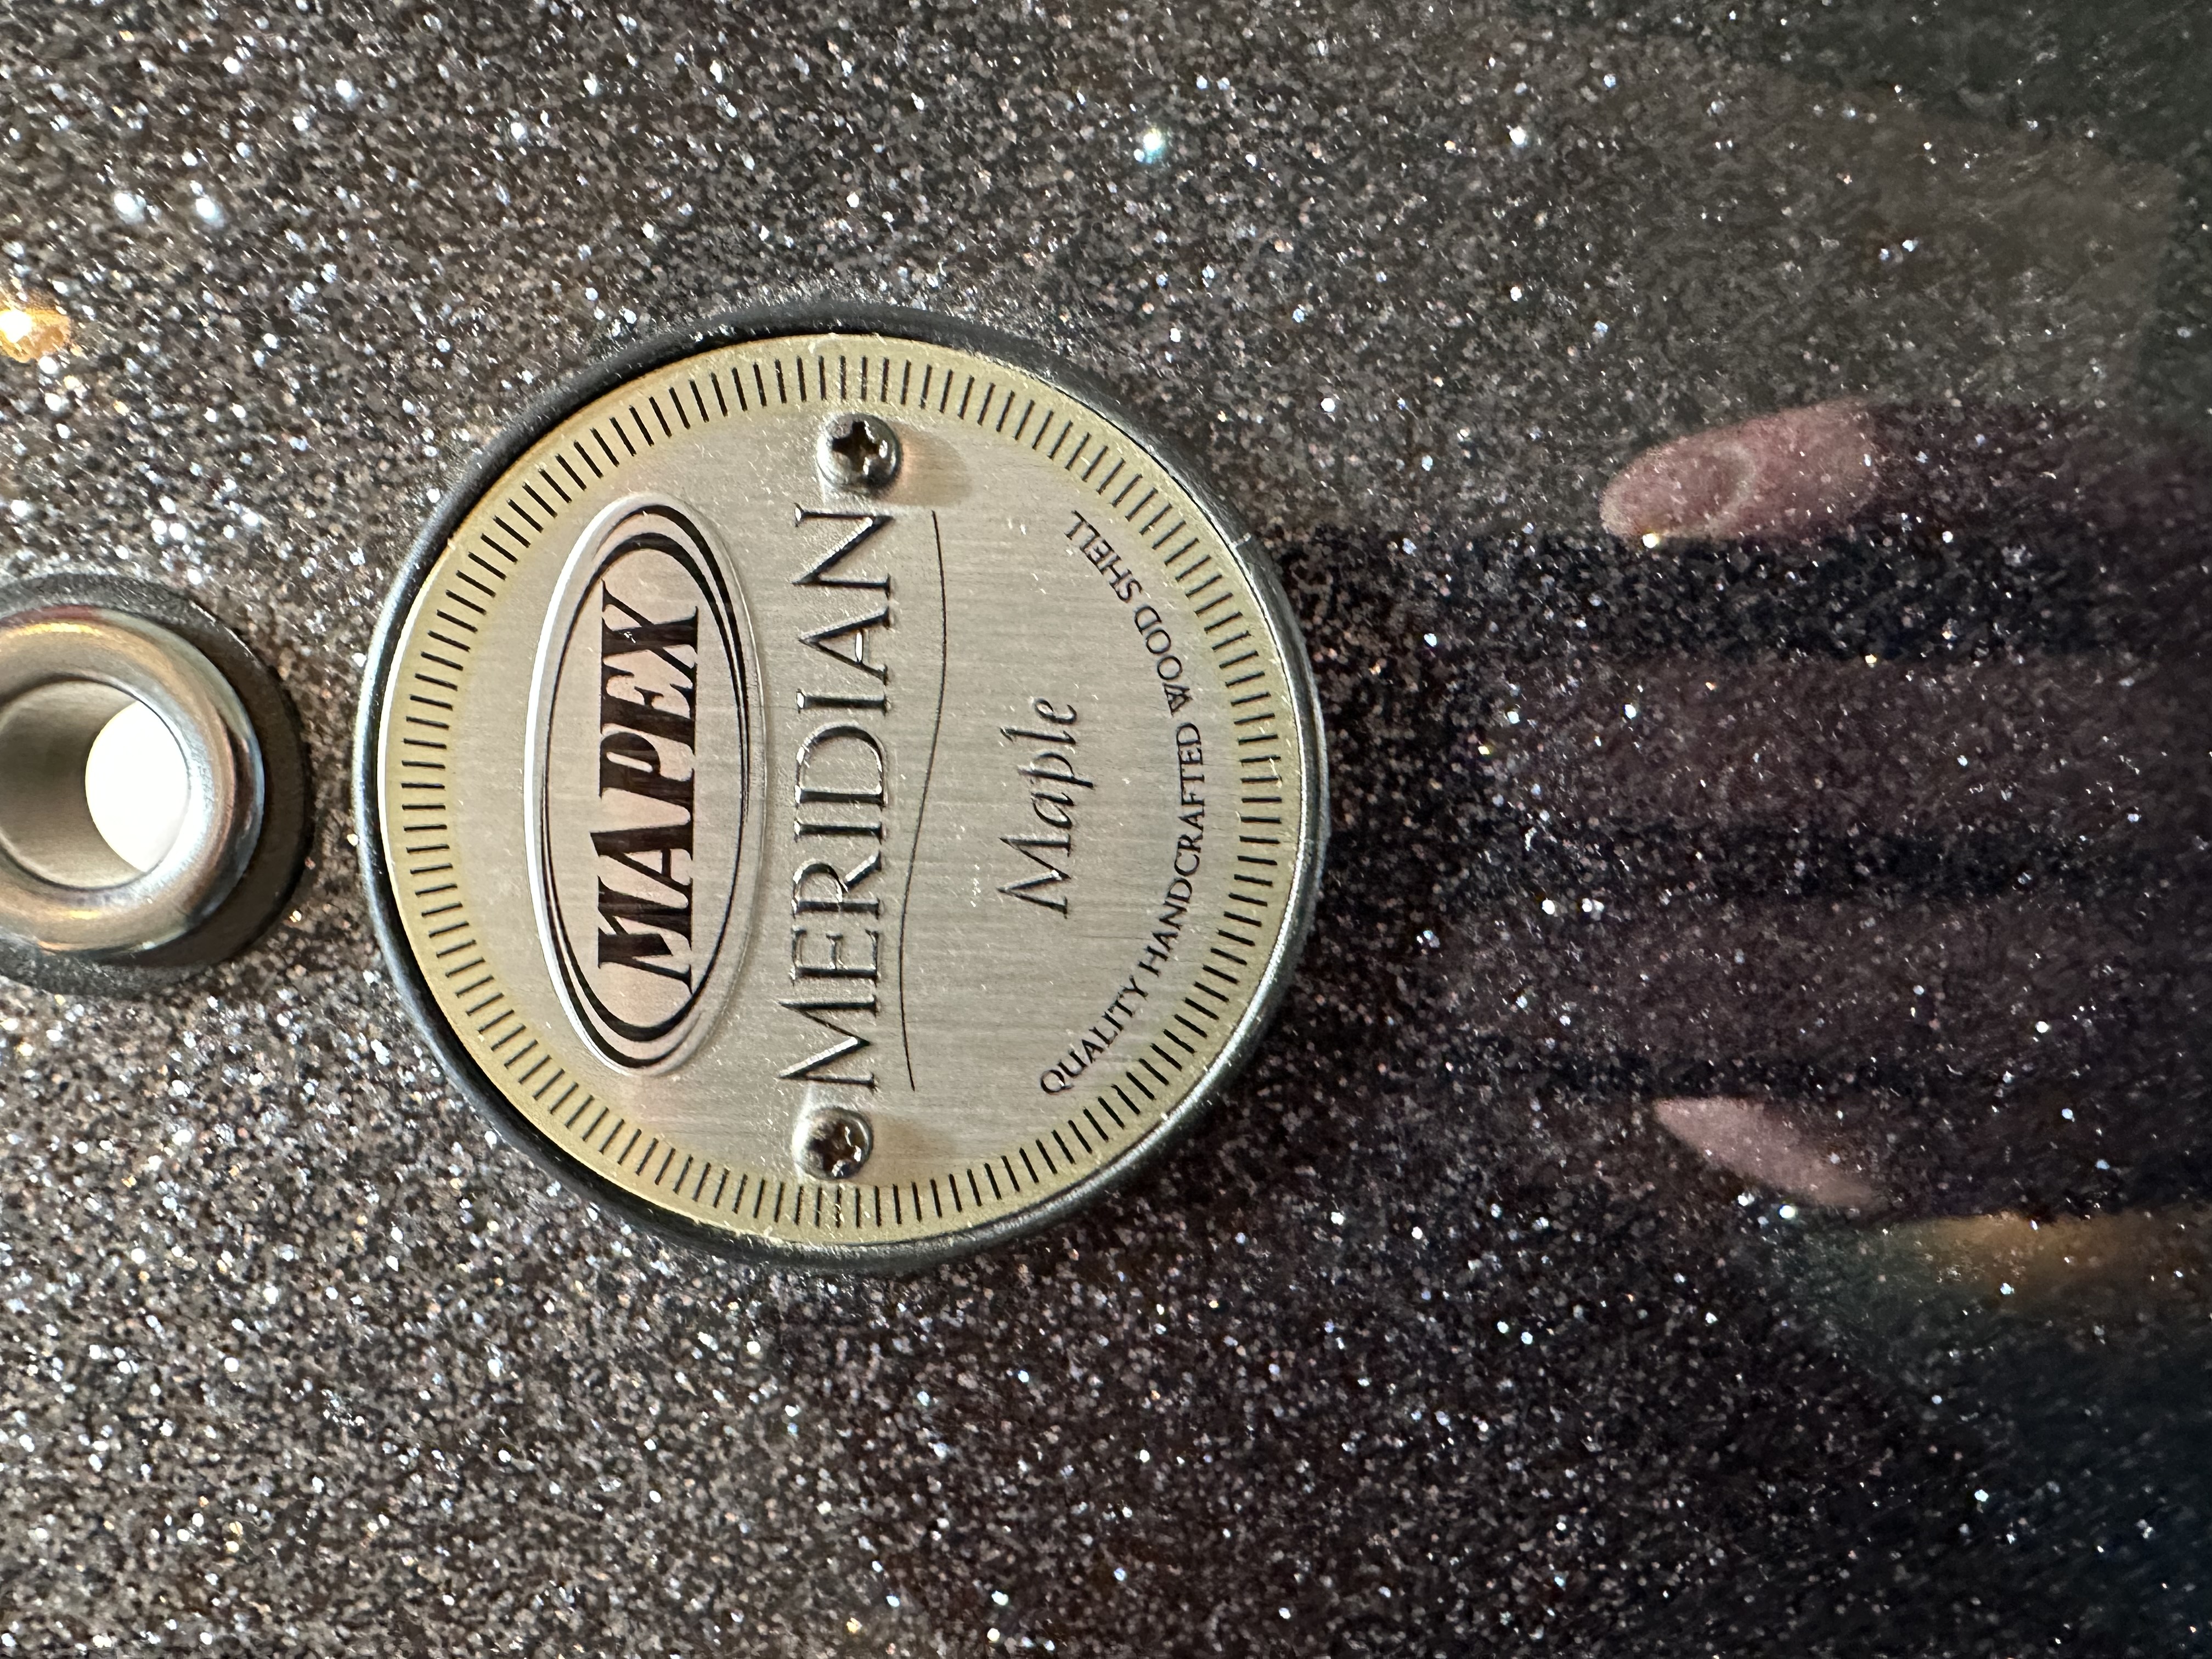 MAPEX
MERIDIAN
Maple
QUALITY HANDCRAFTED WOOD SHELL